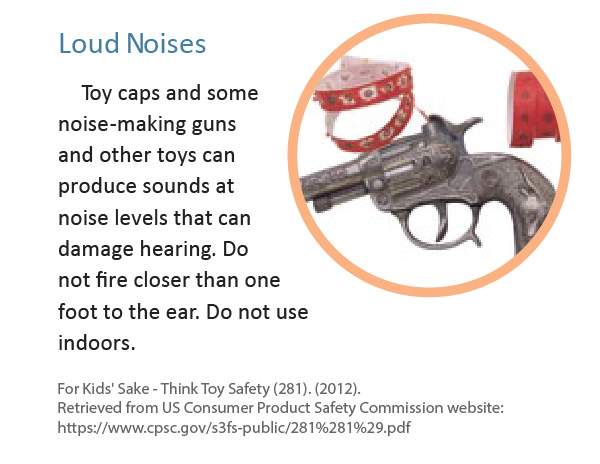 Loud Noises
Toy caps and some
noise-making guns
and other toys can
produce sounds at
noise levels that can
damage hearing. Do
not fire closer than one
foot to the ear. Do not use
indoors.
For Kids' Sake - Think Toy Safety (281). (2012).
Retrieved from US Consumer Product Safety Commission website:
https://www.cpsc.gov/s3fs-public/281%281%29.pdf